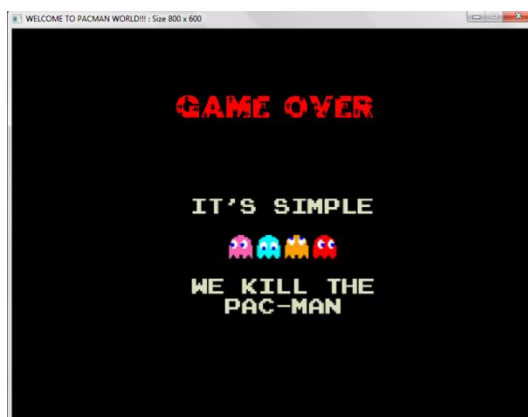 WELCOME TO PACMAN WORLD!!! : Size 800 x 600
GAME OVER
IT'S SIMPLE
WE KILL THE
PAC-MAN